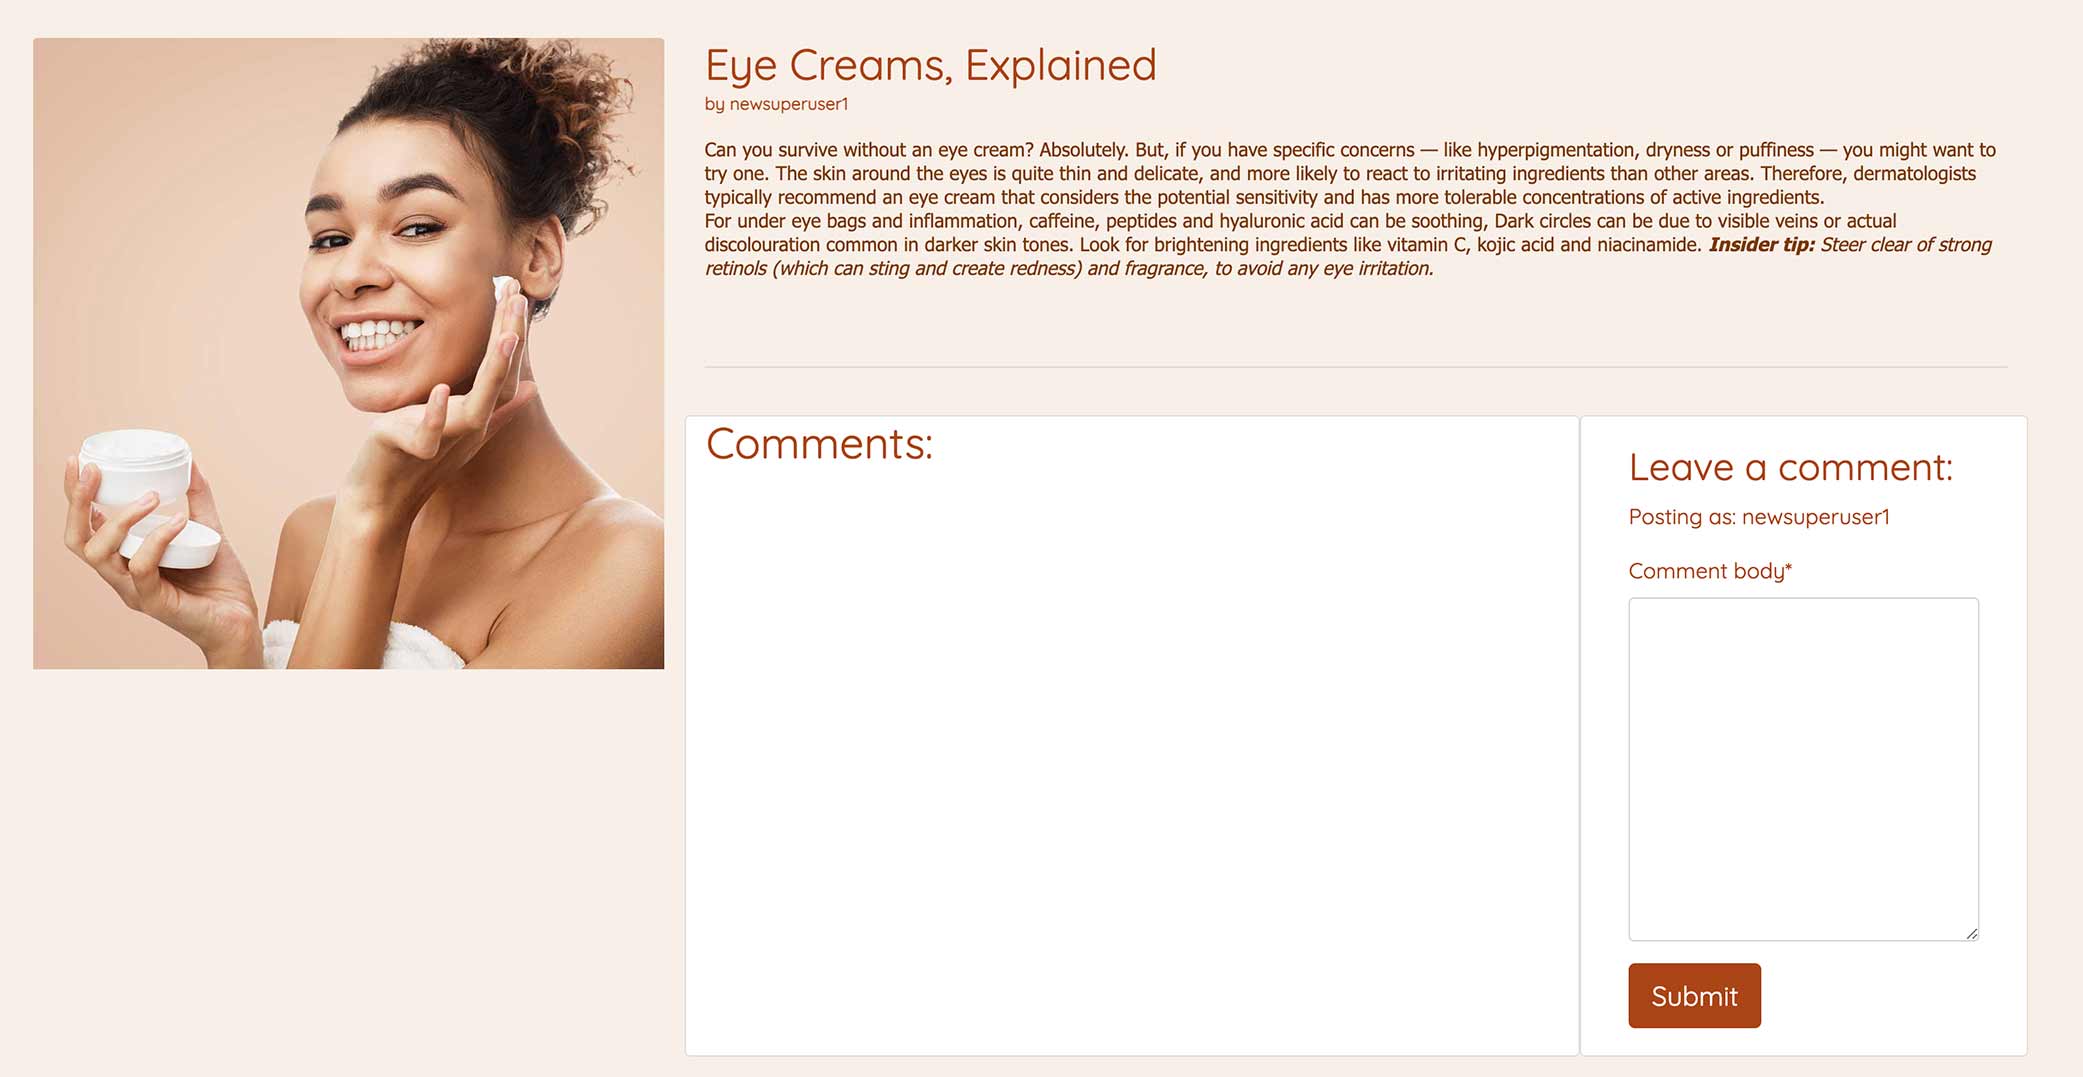 Eye Creams, Explained
by newsuperuser1
Can you survive without an eye cream? Absolutely. But, if you have specific concerns — like hyperpigmentation, dryness or puffiness — you might want to
try one. The skin around the eyes is quite thin and delicate, and more likely to react to irritating ingredients than other areas. Therefore, dermatologists
typically recommend an eye cream that considers the potential sensitivity and has more tolerable concentrations of active ingredients.
For under eye bags and inflammation, caffeine, peptides and hyaluronic acid can be soothing, Dark circles can be due to visible veins or actual
discolouration common in darker skin tones. Look for brightening ingredients like vitamin C, kojic acid and niacinamide. Insider tip: Steer clear of strong
retinols (which can sting and create redness) and fragrance, to avoid any eye irritation.
Comments:
Leave a comment:
Posting as: newsuperuser1
Comment body*
Submit